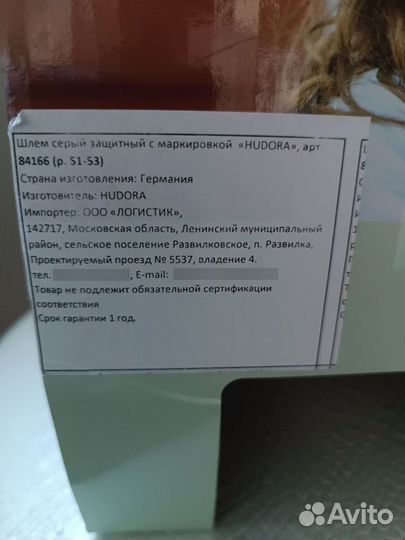 Шлем серый защитный с маркировкой «HUDORA», арт.
84166 (р. 51-53)
Страна изготовления: Германия
Изготовитель: HUDORA
Импортер: ООО «ЛОГИСТИК»,
142717, Московская область, Ленинский муниципальный
район, сельское поселение Развилковское, п. Развилка,
Проектируемый проезд № 5537, владение 4.
тел. , E-mail:
Товар не подлежит обязательной сертификации
соответствия
Срок гарантии 1 год.
Avito